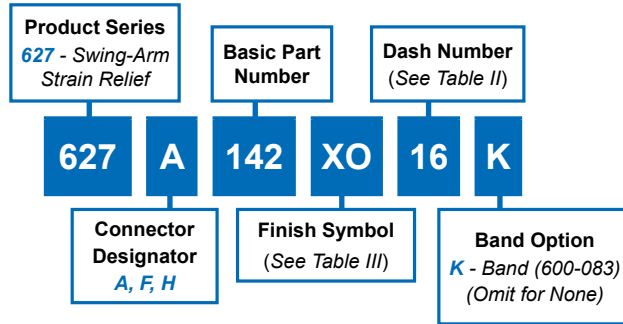 Product Series
627 - Swing-Arm
Strain Relief
Basic Part
Number
Dash Number
(See Table II)
627 A 142 XO 16 K
Connector
Designator
A, F, H
Finish Symbol
(See Table III)
Band Option
K - Band (600-083)
(Omit for None)